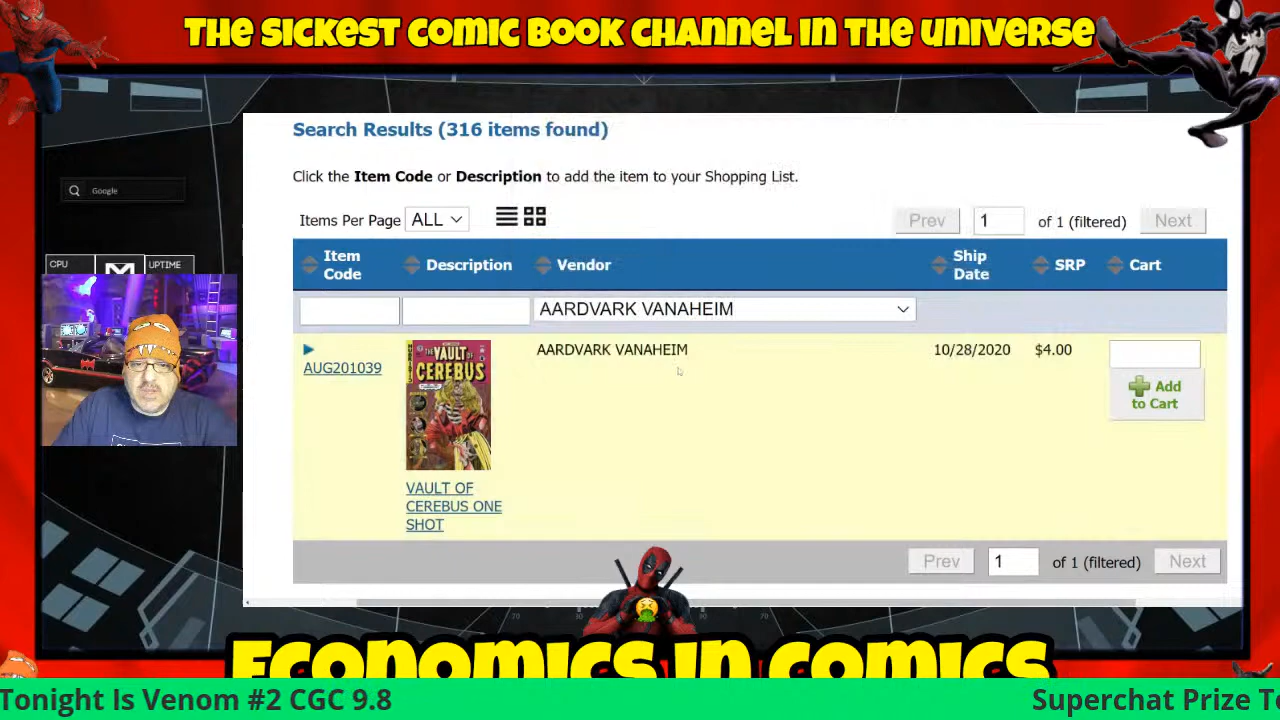 The Sickest Comic Book Channel In The Universe
Search Results (316 items found)
Click the Item Code or Description to add the item to your Shopping List.
Google
Items Per Page ALL
Prev 1 of 1 (filtered) Next
Item Code Description Vendor Ship Date SRP Cart
CPU UPTIME
AARDVARK VANAHEIM
AUG201039
THE VAULT OF CEREBUS
AARDVARK VANAHEIM
10/28/2020 $4.00
Add to Cart
VAULT OF
CEREBUS ONE
SHOT
Prev 1 of 1 (filtered) Next
Economics In Comics
Tonight Is Venom #2 CGC 9.8
Superchat Prize